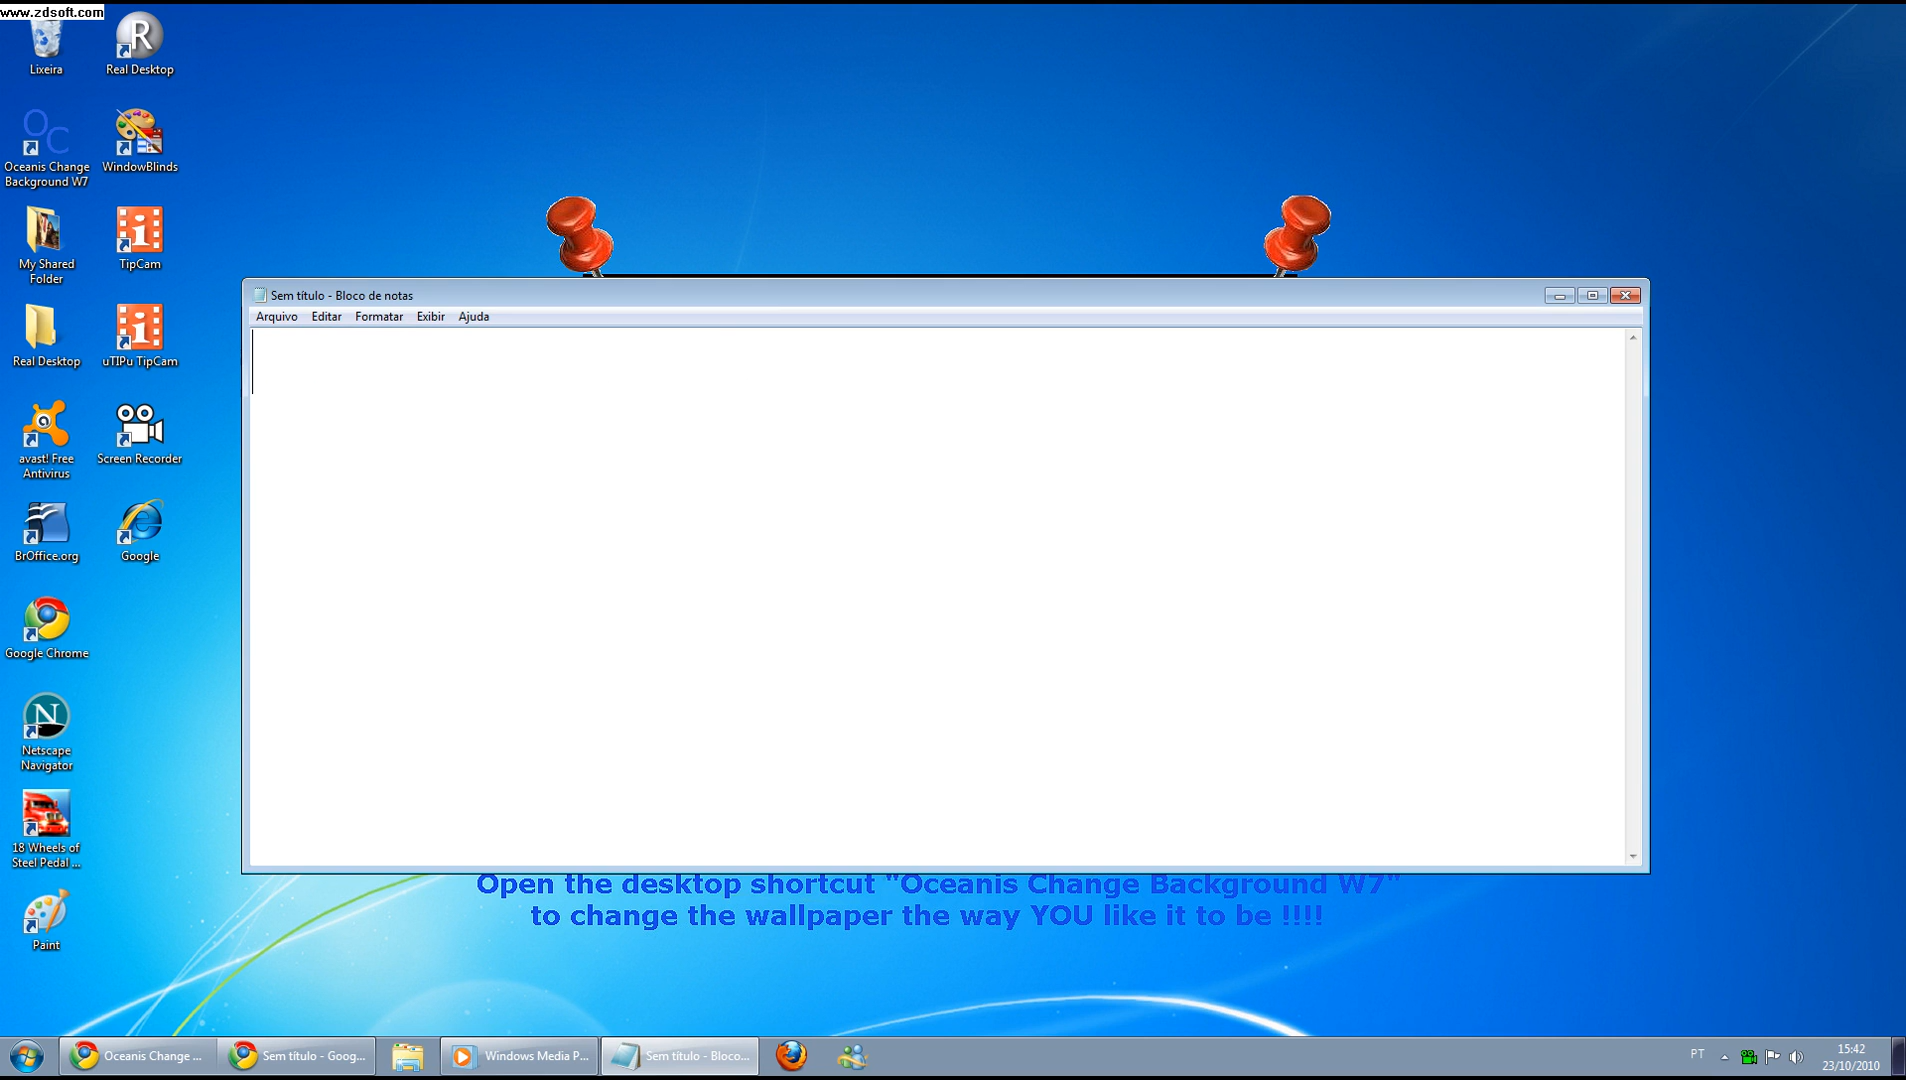 www.zdsoft.com
Lixeira
Real Desktop
Oceanis Change
Background W7
WindowBlinds
My Shared
Folder
TipCam
Real Desktop
uTIPu TipCam
avast! Free
Antivirus
Screen Recorder
BrOffice.org
Google
Google Chrome
Netscape
Navigator
18 Wheels of
Steel Pedal ...
Paint
Sem título - Bloco de notas
Arquivo Editar Formatar Exibir Ajuda
Open the desktop shortcut "Oceanis Change Background W7"
to change the wallpaper the way YOU like it to be !!!!
Oceanis Change ...
Sem título - Goog...
Windows Media P...
Sem título - Bloco...
PT
15:42
23/10/2010